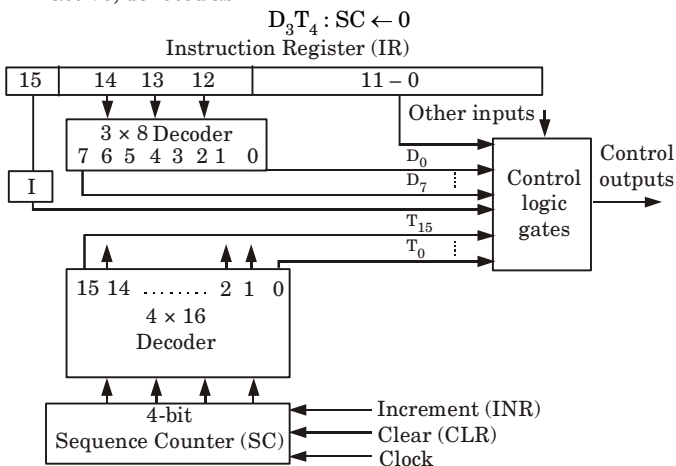 D₃T₄ : SC ← 0
Instruction Register (IR)
15 14 13 12 11 – 0
Other inputs
3 × 8 Decoder
7 6 5 4 3 2 1 0
D₀
D₇
I
Control
logic
gates
Control
outputs
T₁₅
T₀
15 14 ........ 2 1 0
4 × 16
Decoder
4-bit
Sequence Counter (SC)
Increment (INR)
Clear (CLR)
Clock